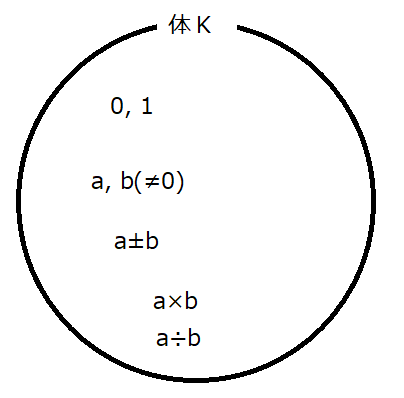 体K
0, 1
a, b(≠0)
a±b
a×b
a÷b